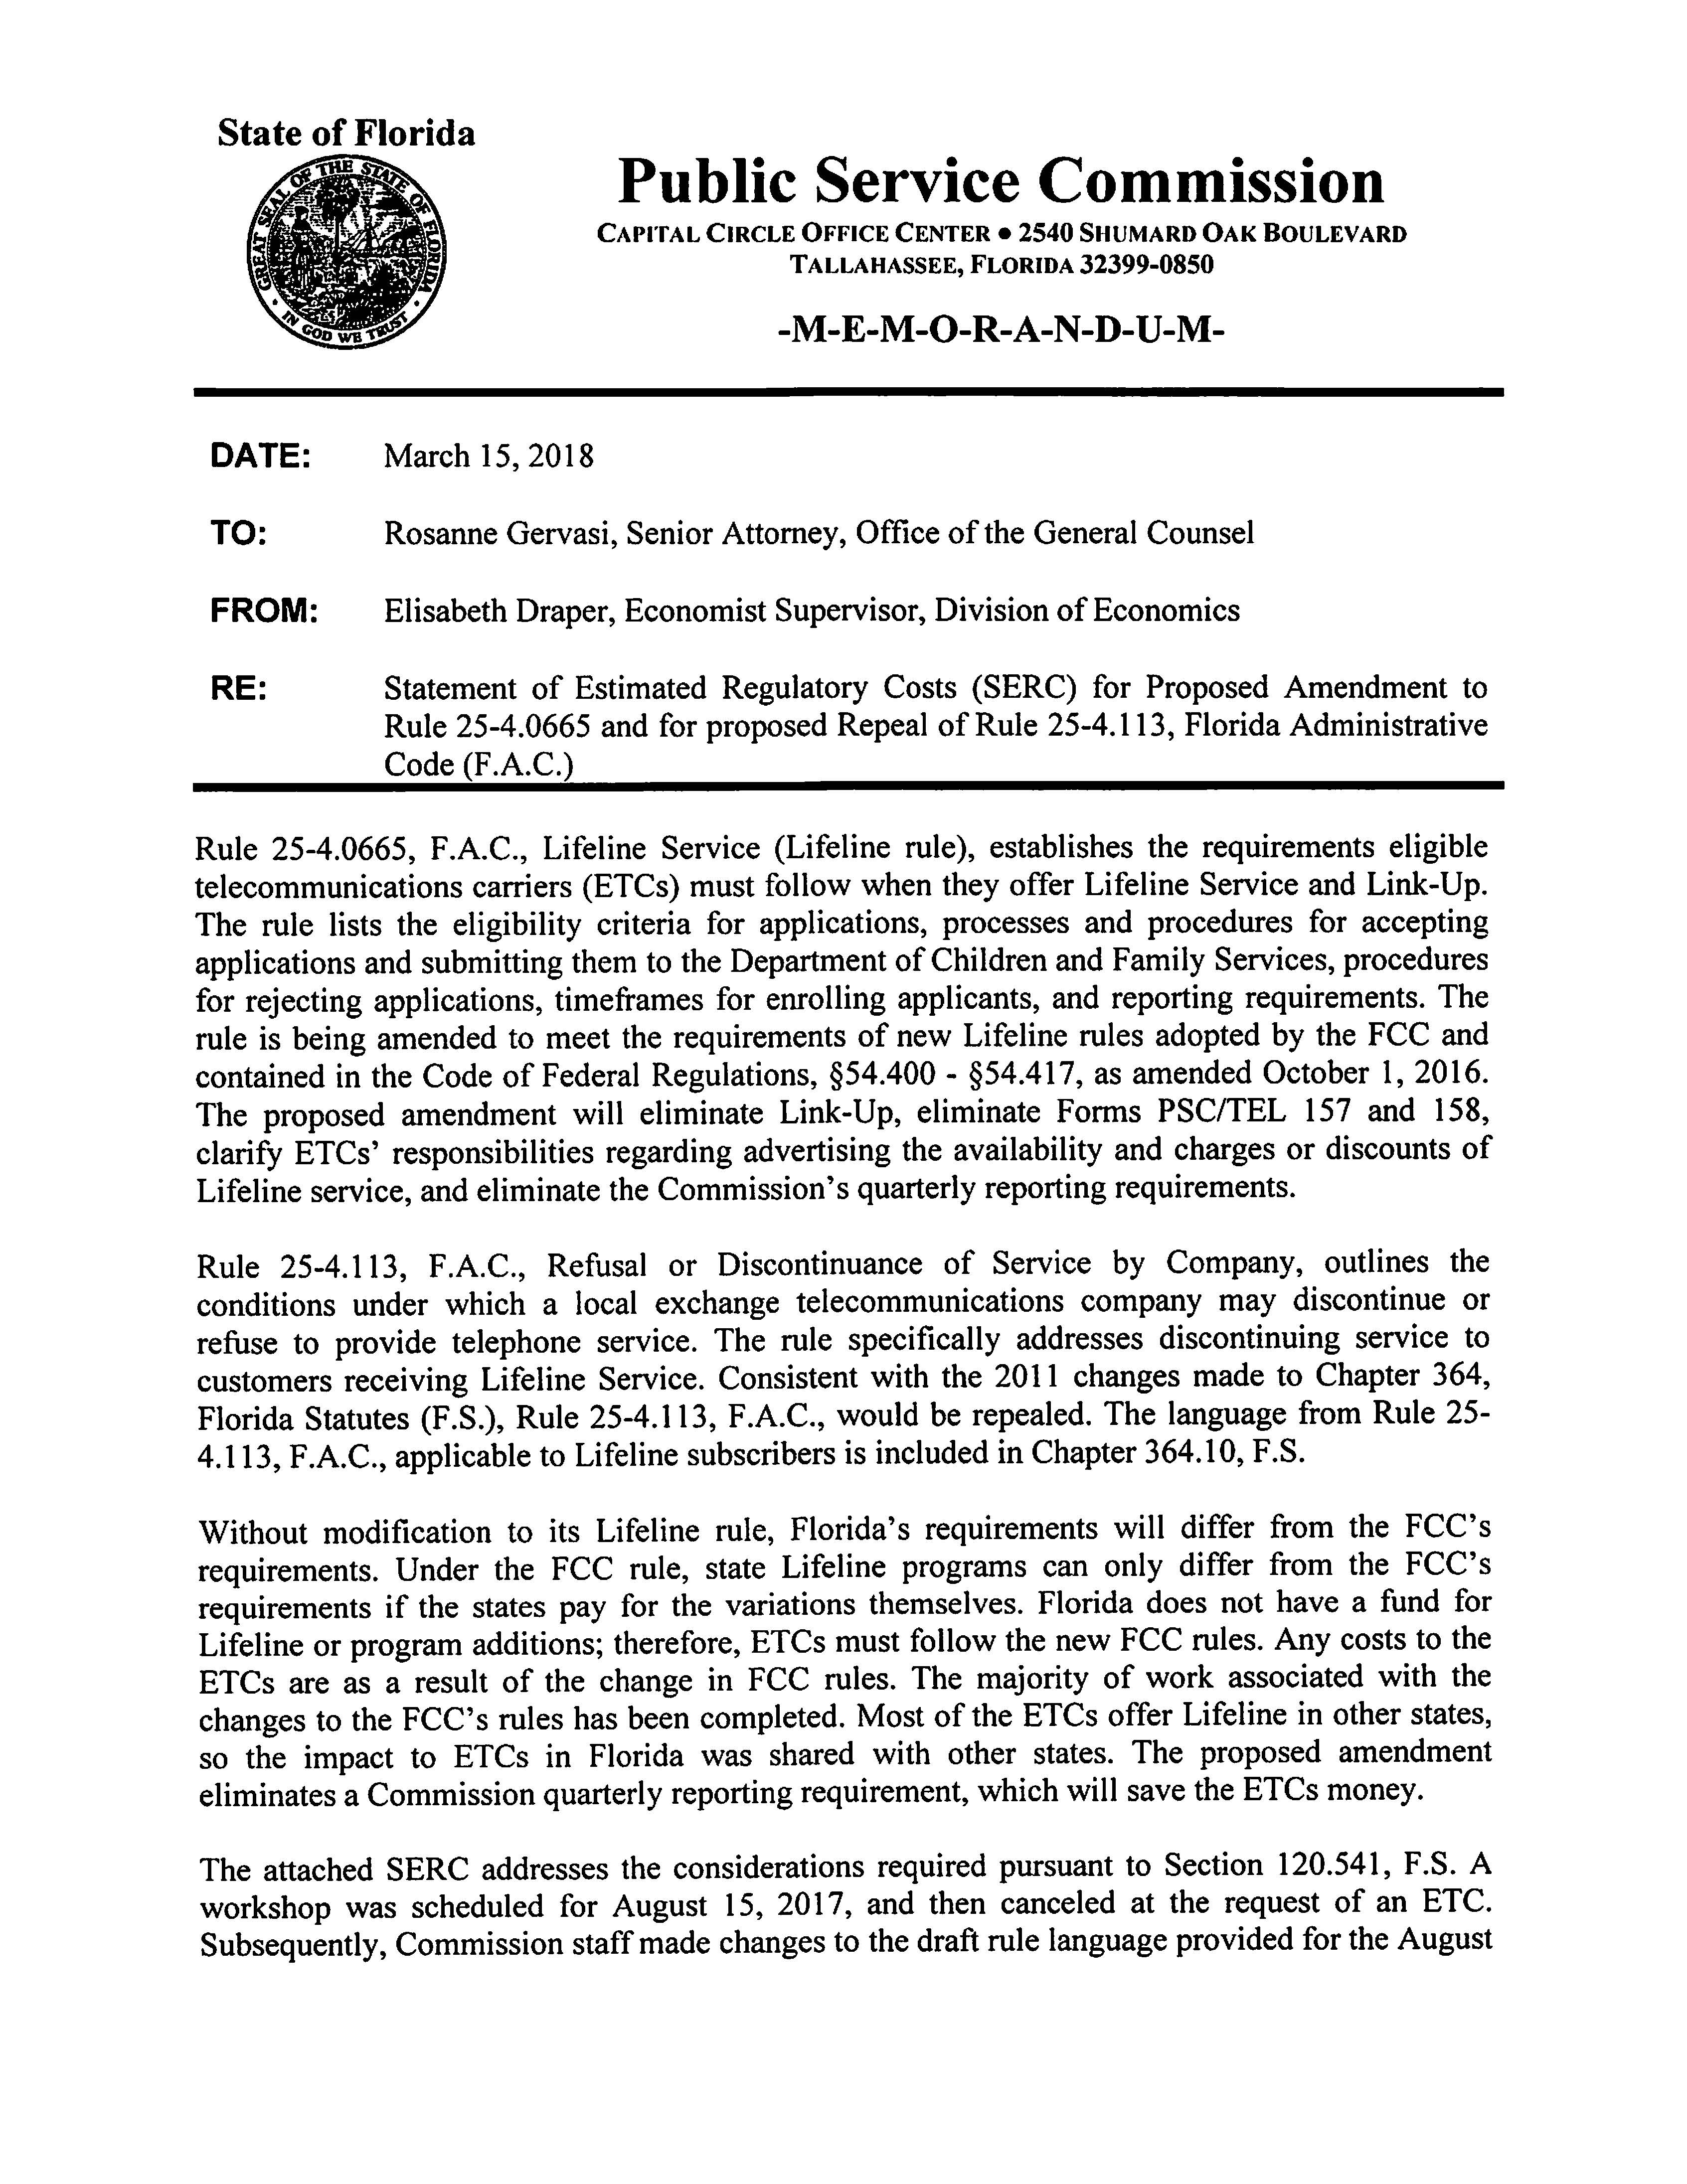 State of Florida
GREAT SEAL OF THE STATE OF FLORIDA
IN GOD WE TRUST
Public Service Commission
CAPITAL CIRCLE OFFICE CENTER ● 2540 SHUMARD OAK BOULEVARD
TALLAHASSEE, FLORIDA 32399-0850
-M-E-M-O-R-A-N-D-U-M-
DATE: March 15, 2018
TO: Rosanne Gervasi, Senior Attorney, Office of the General Counsel
FROM: Elisabeth Draper, Economist Supervisor, Division of Economics
RE: Statement of Estimated Regulatory Costs (SERC) for Proposed Amendment to
Rule 25-4.0665 and for proposed Repeal of Rule 25-4.113, Florida Administrative
Code (F.A.C.)
Rule 25-4.0665, F.A.C., Lifeline Service (Lifeline rule), establishes the requirements eligible
telecommunications carriers (ETCs) must follow when they offer Lifeline Service and Link-Up.
The rule lists the eligibility criteria for applications, processes and procedures for accepting
applications and submitting them to the Department of Children and Family Services, procedures
for rejecting applications, timeframes for enrolling applicants, and reporting requirements. The
rule is being amended to meet the requirements of new Lifeline rules adopted by the FCC and
contained in the Code of Federal Regulations, §54.400 - §54.417, as amended October 1, 2016.
The proposed amendment will eliminate Link-Up, eliminate Forms PSC/TEL 157 and 158,
clarify ETCs' responsibilities regarding advertising the availability and charges or discounts of
Lifeline service, and eliminate the Commission's quarterly reporting requirements.
Rule 25-4.113, F.A.C., Refusal or Discontinuance of Service by Company, outlines the
conditions under which a local exchange telecommunications company may discontinue or
refuse to provide telephone service. The rule specifically addresses discontinuing service to
customers receiving Lifeline Service. Consistent with the 2011 changes made to Chapter 364,
Florida Statutes (F.S.), Rule 25-4.113, F.A.C., would be repealed. The language from Rule 25-
4.113, F.A.C., applicable to Lifeline subscribers is included in Chapter 364.10, F.S.
Without modification to its Lifeline rule, Florida's requirements will differ from the FCC's
requirements. Under the FCC rule, state Lifeline programs can only differ from the FCC's
requirements if the states pay for the variations themselves. Florida does not have a fund for
Lifeline or program additions; therefore, ETCs must follow the new FCC rules. Any costs to the
ETCs are as a result of the change in FCC rules. The majority of work associated with the
changes to the FCC's rules has been completed. Most of the ETCs offer Lifeline in other states,
so the impact to ETCs in Florida was shared with other states. The proposed amendment
eliminates a Commission quarterly reporting requirement, which will save the ETCs money.
The attached SERC addresses the considerations required pursuant to Section 120.541, F.S. A
workshop was scheduled for August 15, 2017, and then canceled at the request of an ETC.
Subsequently, Commission staff made changes to the draft rule language provided for the August